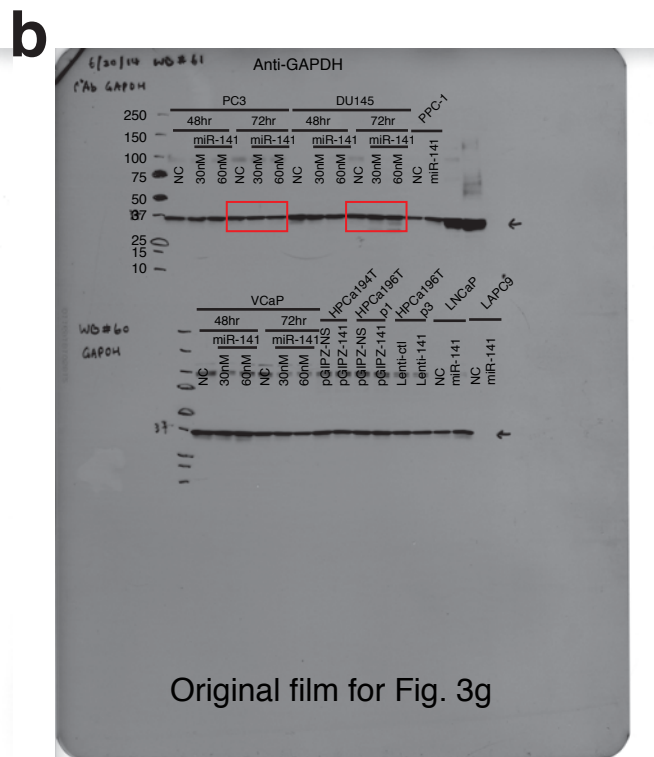 b
6/20/14 WB#61
Anti-GAPDH
1°Ab GAPDH
PC3 DU145 PPC-1
48hr 72hr 48hr 72hr
miR-141 miR-141 miR-141 miR-141
NC 30nM 60nM NC 30nM 60nM NC 30nM 60nM NC 30nM 60nM NC miR-141
250
150
100
75
50
37
25
15
10
VCaP HPCa194T HPCa196T p1 HPCa196T p3 LNCaP LAPC9
48hr 72hr
miR-141 miR-141
NC 30nM 60nM NC 30nM 60nM pGIPZ-NS pGIPZ-141 pGIPZ-NS pGIPZ-141 Lenti-ctl Lenti-141 NC miR-141 NC miR-141
WB#60
GAPDH
37
Original film for Fig. 3g